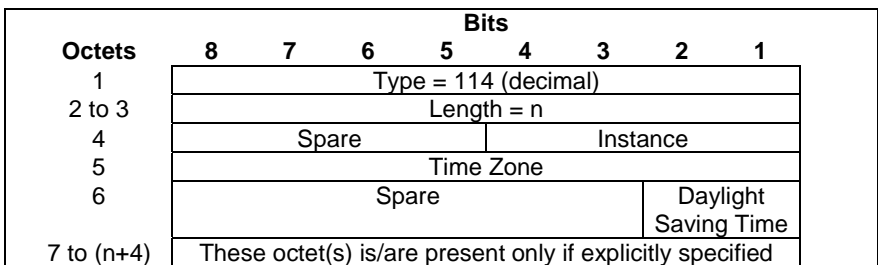 Bits
Octets 8 7 6 5 4 3 2 1
1 Type = 114 (decimal)
2 to 3 Length = n
4 Spare Instance
5 Time Zone
6 Spare Daylight
Saving Time
7 to (n+4) These octet(s) is/are present only if explicitly specified